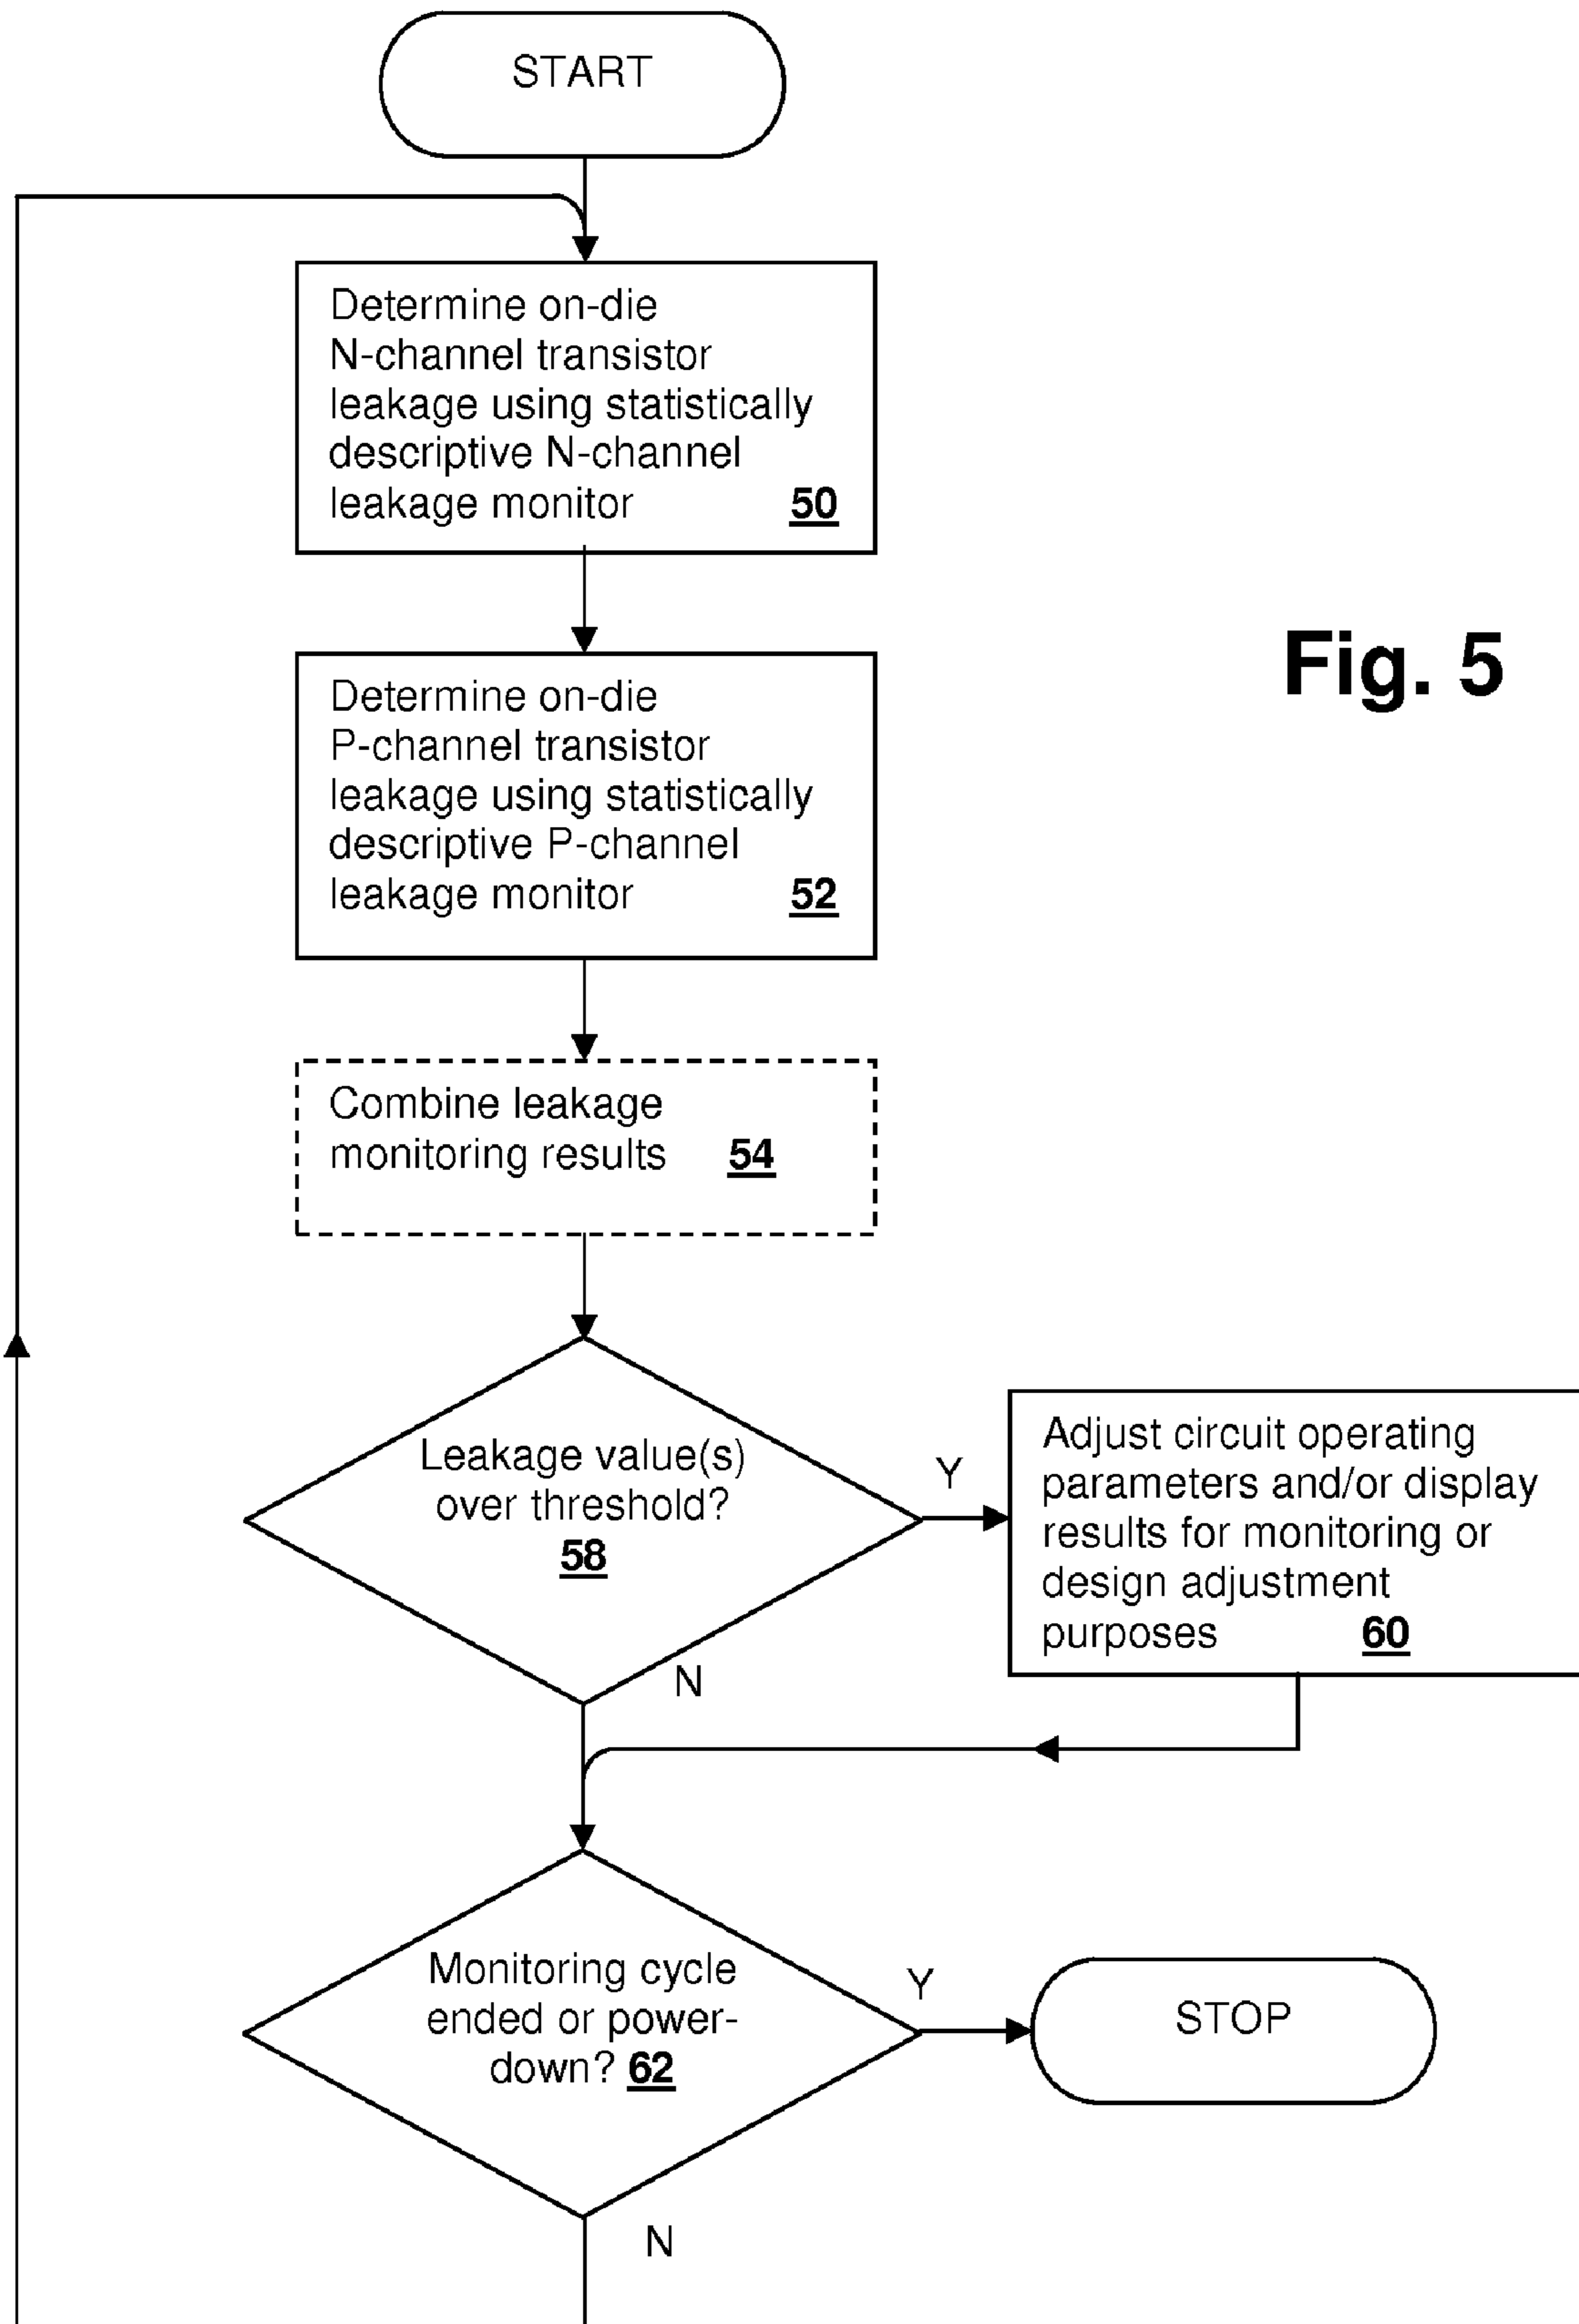 START
Determine on-die
N-channel transistor
leakage using statistically
descriptive N-channel
leakage monitor 50
Fig. 5
Determine on-die
P-channel transistor
leakage using statistically
descriptive P-channel
leakage monitor 52
Combine leakage
monitoring results 54
Leakage value(s)
over threshold?
58
Y
Adjust circuit operating
parameters and/or display
results for monitoring or
design adjustment
purposes 60
N
Monitoring cycle
ended or power-
down? 62
Y
STOP
N